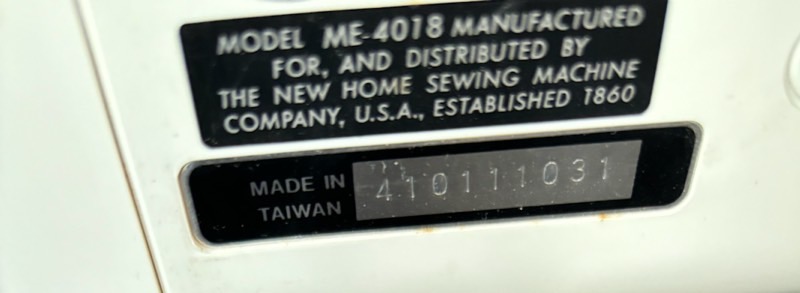 MODEL ME-4018 MANUFACTURED
FOR, AND DISTRIBUTED BY
THE NEW HOME SEWING MACHINE
COMPANY, U.S.A., ESTABLISHED 1860
MADE IN
TAIWAN
410111031